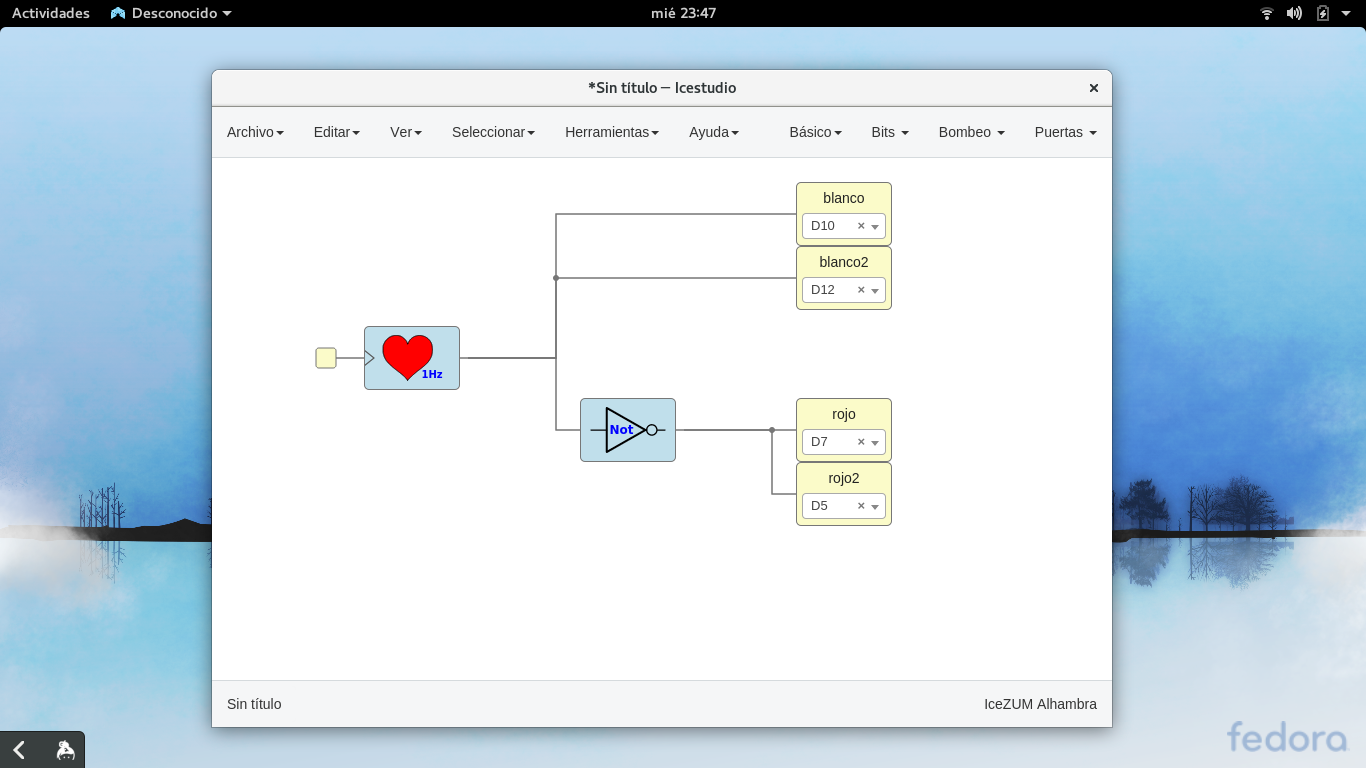 Actividades Desconocido mié 23:47
*Sin título — Icestudio ×
Archivo Editar Ver Seleccionar Herramientas Ayuda Básico Bits Bombeo Puertas
blanco
D10 ×
blanco2
D12 ×
1Hz
Not
rojo
D7 ×
rojo2
D5 ×
Sin título IceZUM Alhambra
fedora